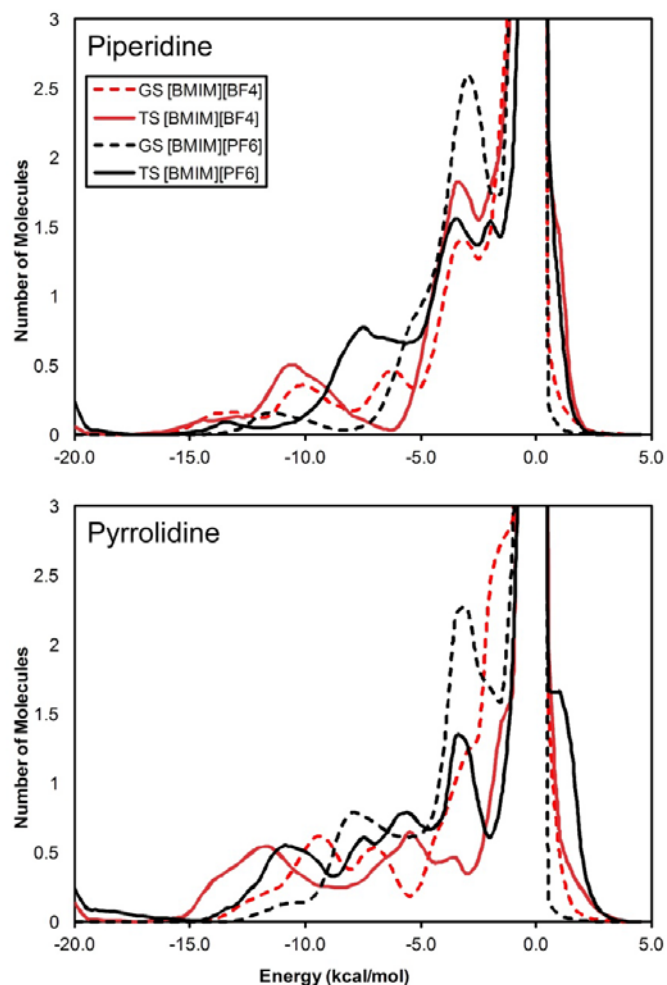 3
Piperidine
2.5
GS [BMIM][BF4]
TS [BMIM][BF4]
GS [BMIM][PF6]
TS [BMIM][PF6]
2
1.5
1
0.5
0
Number of Molecules
-20.0 -15.0 -10.0 -5.0 0.0 5.0
3
Pyrrolidine
2.5
2
1.5
1
0.5
0
Number of Molecules
-20.0 -15.0 -10.0 -5.0 0.0 5.0
Energy (kcal/mol)